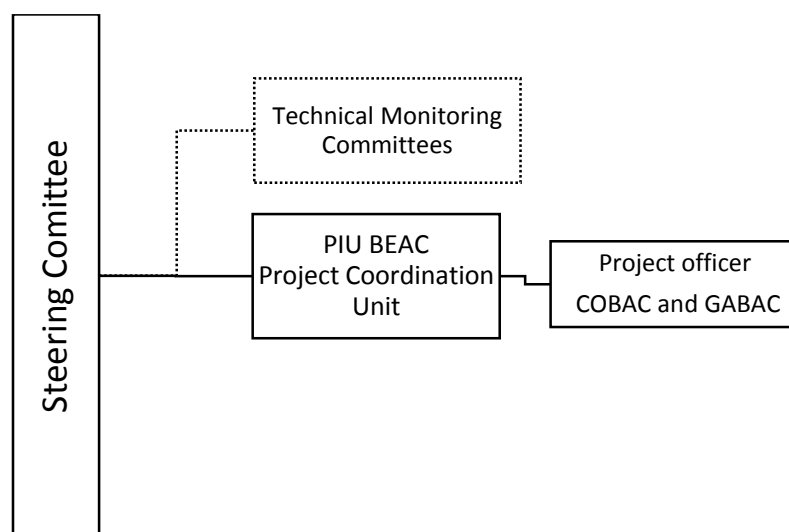 Steering Comittee
Technical Monitoring
Committees
PIU BEAC
Project Coordination
Unit
Project officer
COBAC and GABAC